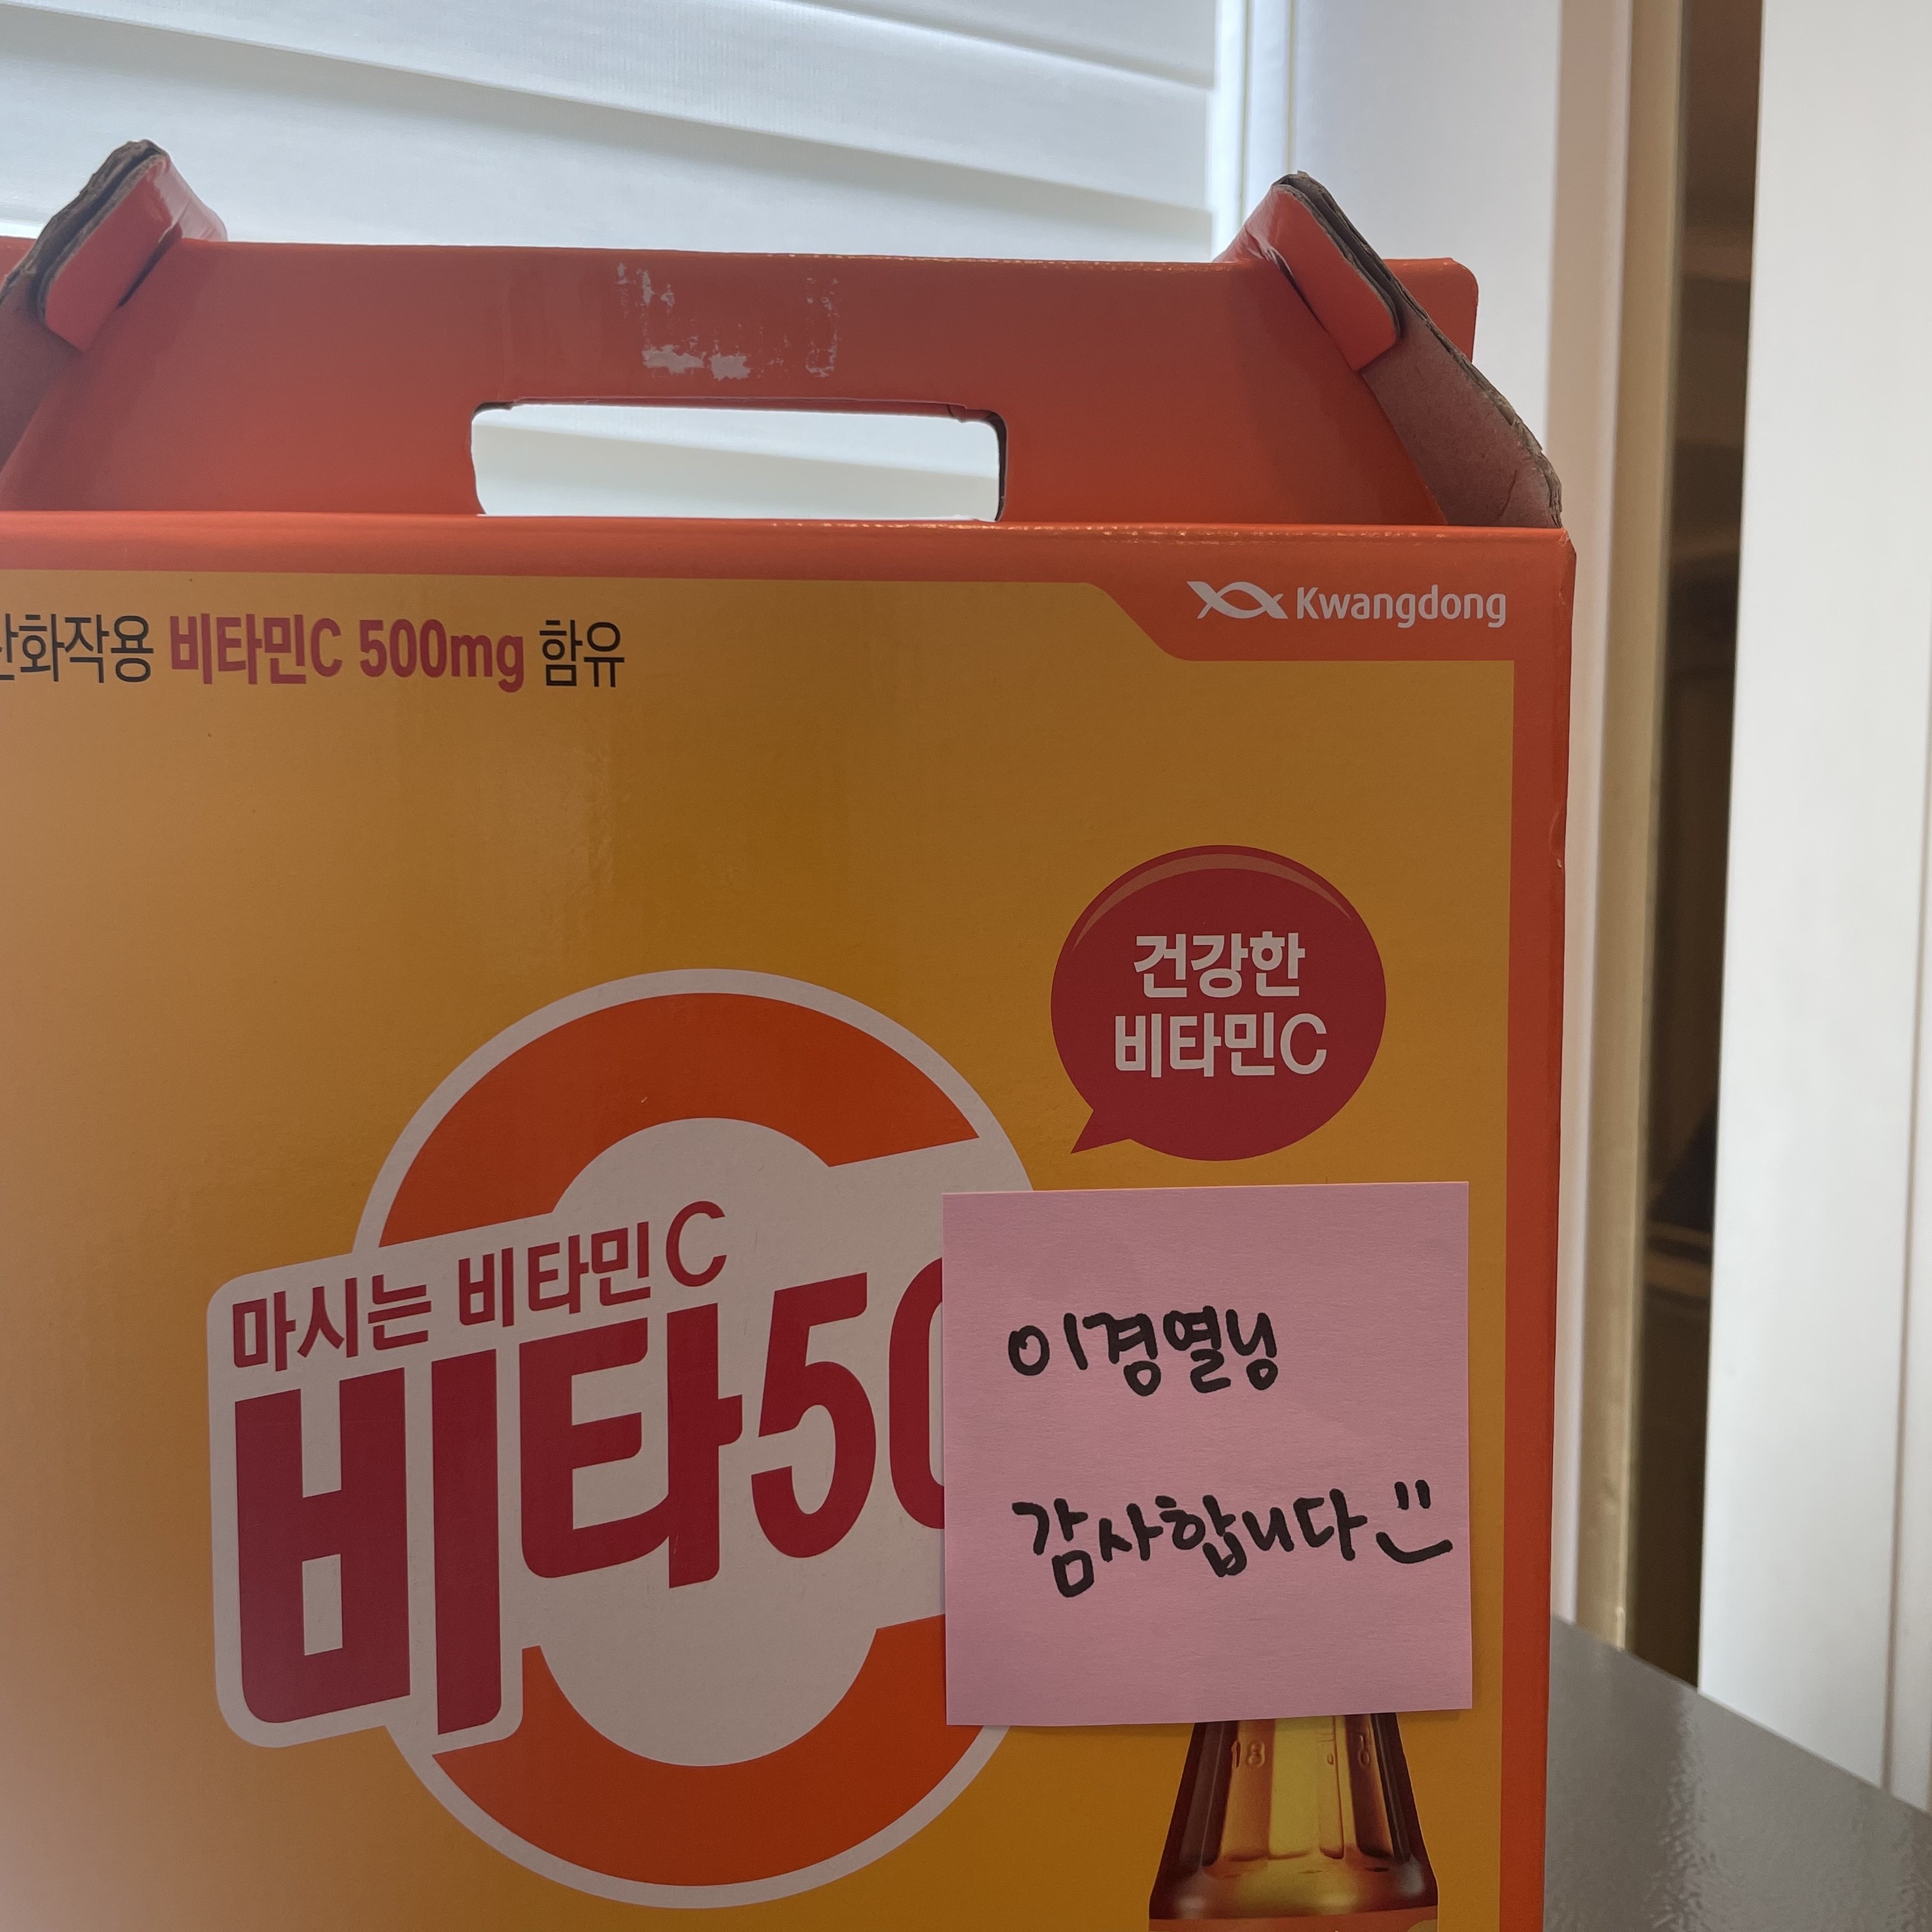 Kwangdong
산화작용 비타민C 500mg 함유
건강한
비타민C
마시는 비타민C
비타50
이경열님
감사합니다
18